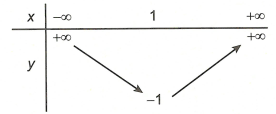 x −∞ 1 +∞
+∞ +∞
y
−1